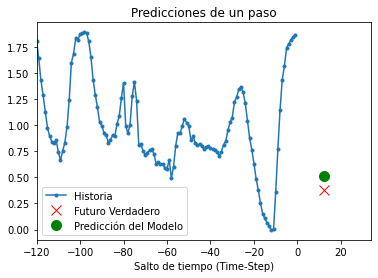 Predicciones de un paso
1.75
1.50
1.25
1.00
0.75
0.50
0.25
0.00
Historia
Futuro Verdadero
Predicción del Modelo
−120 −100 −80 −60 −40 −20 0 20
Salto de tiempo (Time-Step)